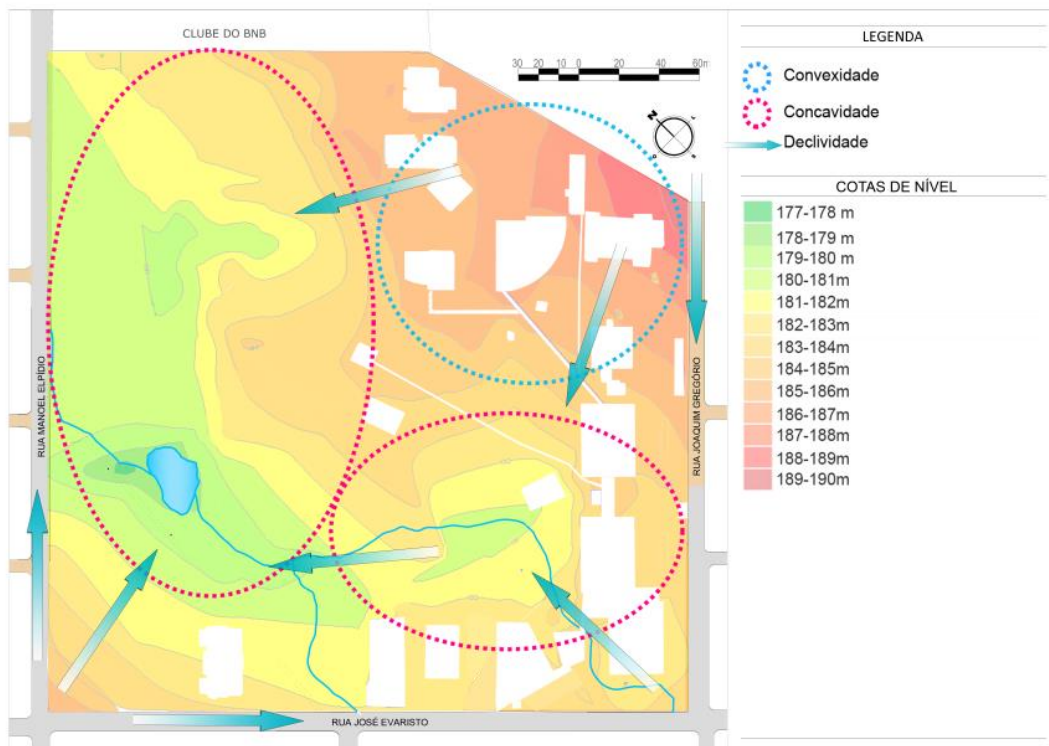 CLUBE DO BNB
30 20 10 0 20 40 60m
N
L
O
S
RUA MANOEL ELPÍDIO
RUA JOAQUIM GREGÓRIO
RUA JOSÉ EVARISTO
LEGENDA
Convexidade
Concavidade
Declividade
COTAS DE NÍVEL
177-178 m
178-179 m
179-180 m
180-181m
181-182m
182-183m
183-184m
184-185m
185-186m
186-187m
187-188m
188-189m
189-190m